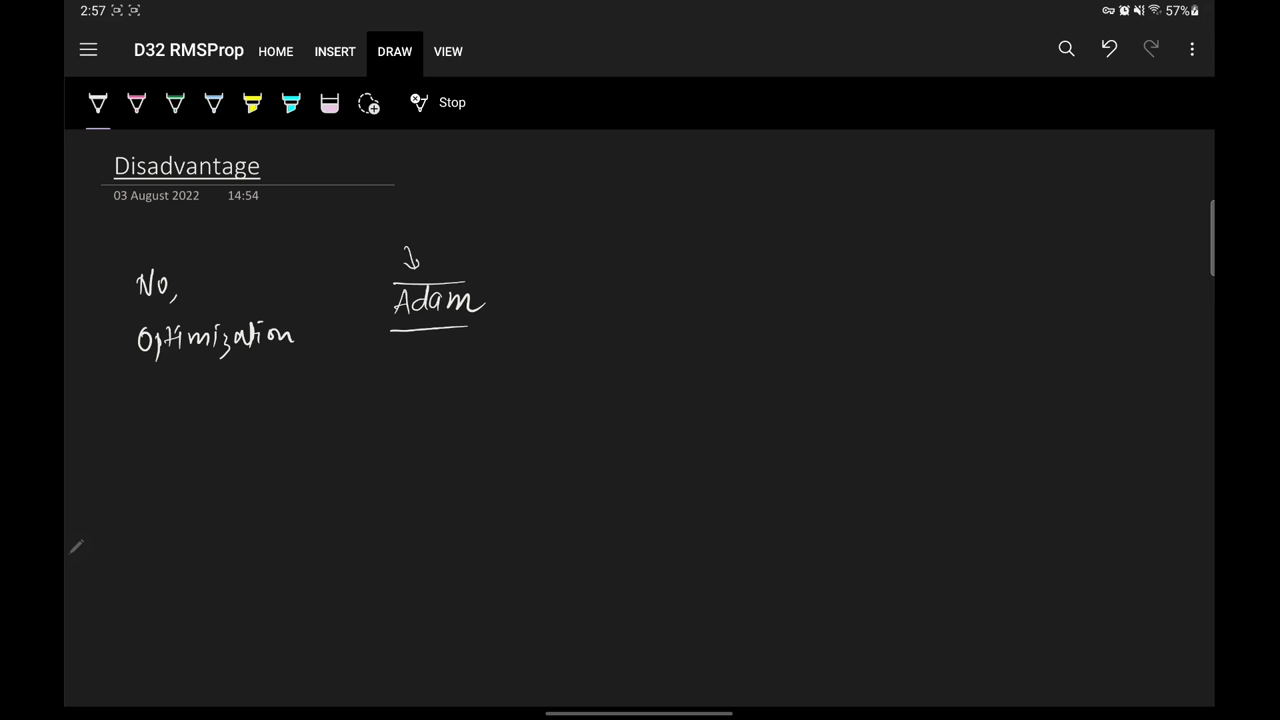 2:57 57%
D32 RMSProp HOME INSERT DRAW VIEW
Stop
Disadvantage
03 August 2022 14:54
No,
Optimization
Adam